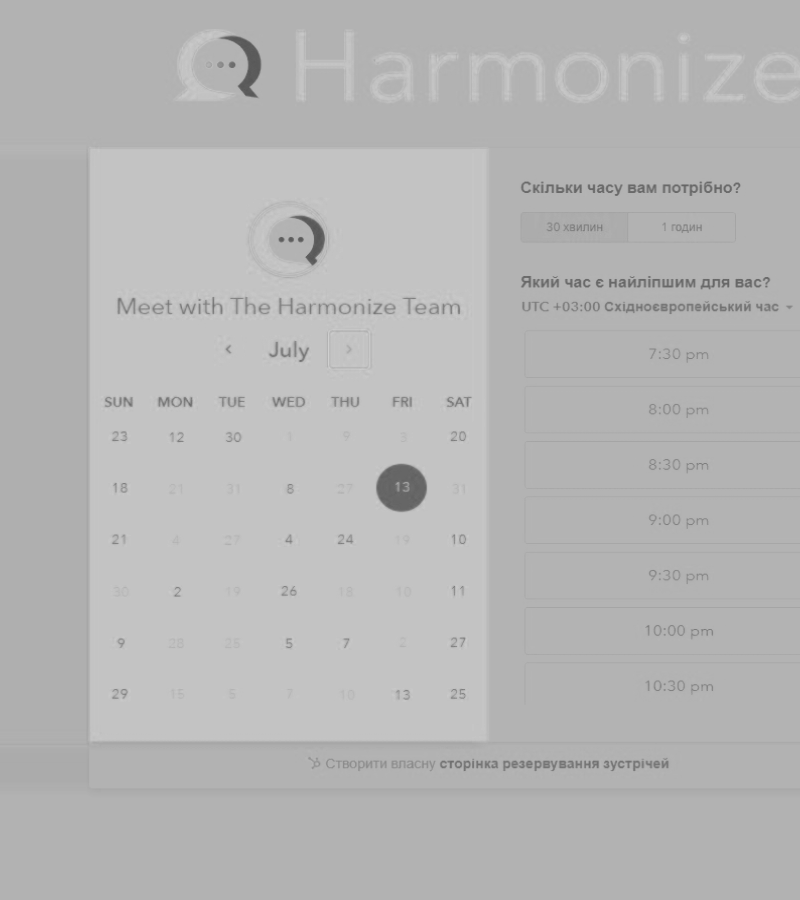 Harmonize
Meet with The Harmonize Team
July
SUN MON TUE WED THU FRI SAT
23 12 30 1 9 20
18 21 31 8 27 13 31
21 4 27 4 24 19 10
30 2 19 26 18 10 11
9 28 25 5 7 2 27
29 15 5 7 10 13 25
Скільки часу вам потрібно?
30 хвилин 1 годин
Який час є найліпшим для вас?
UTC +03:00 Східноєвропейський час
7:30 pm
8:00 pm
8:30 pm
9:00 pm
9:30 pm
10:00 pm
10:30 pm
Створити власну сторінка резервування зустрічей